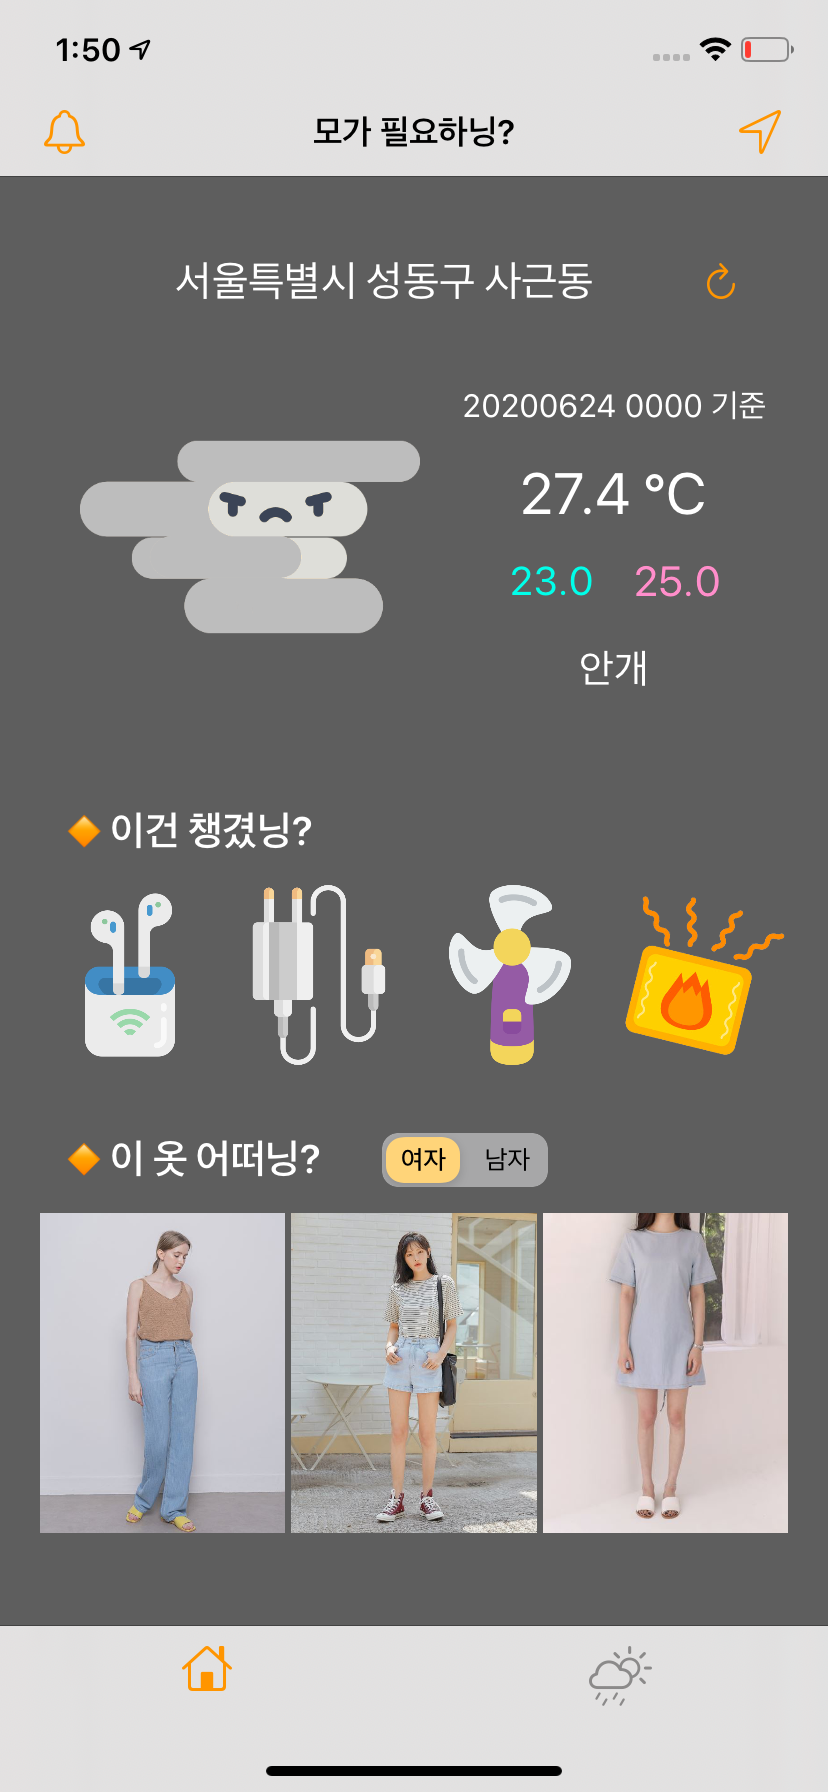 1:50
모가 필요하닝?
서울특별시 성동구 사근동
20200624 0000 기준
27.4 ℃
23.0 25.0
안개
🔶 이건 챙겼닝?
🔶 이 옷 어떠닝? 여자 남자